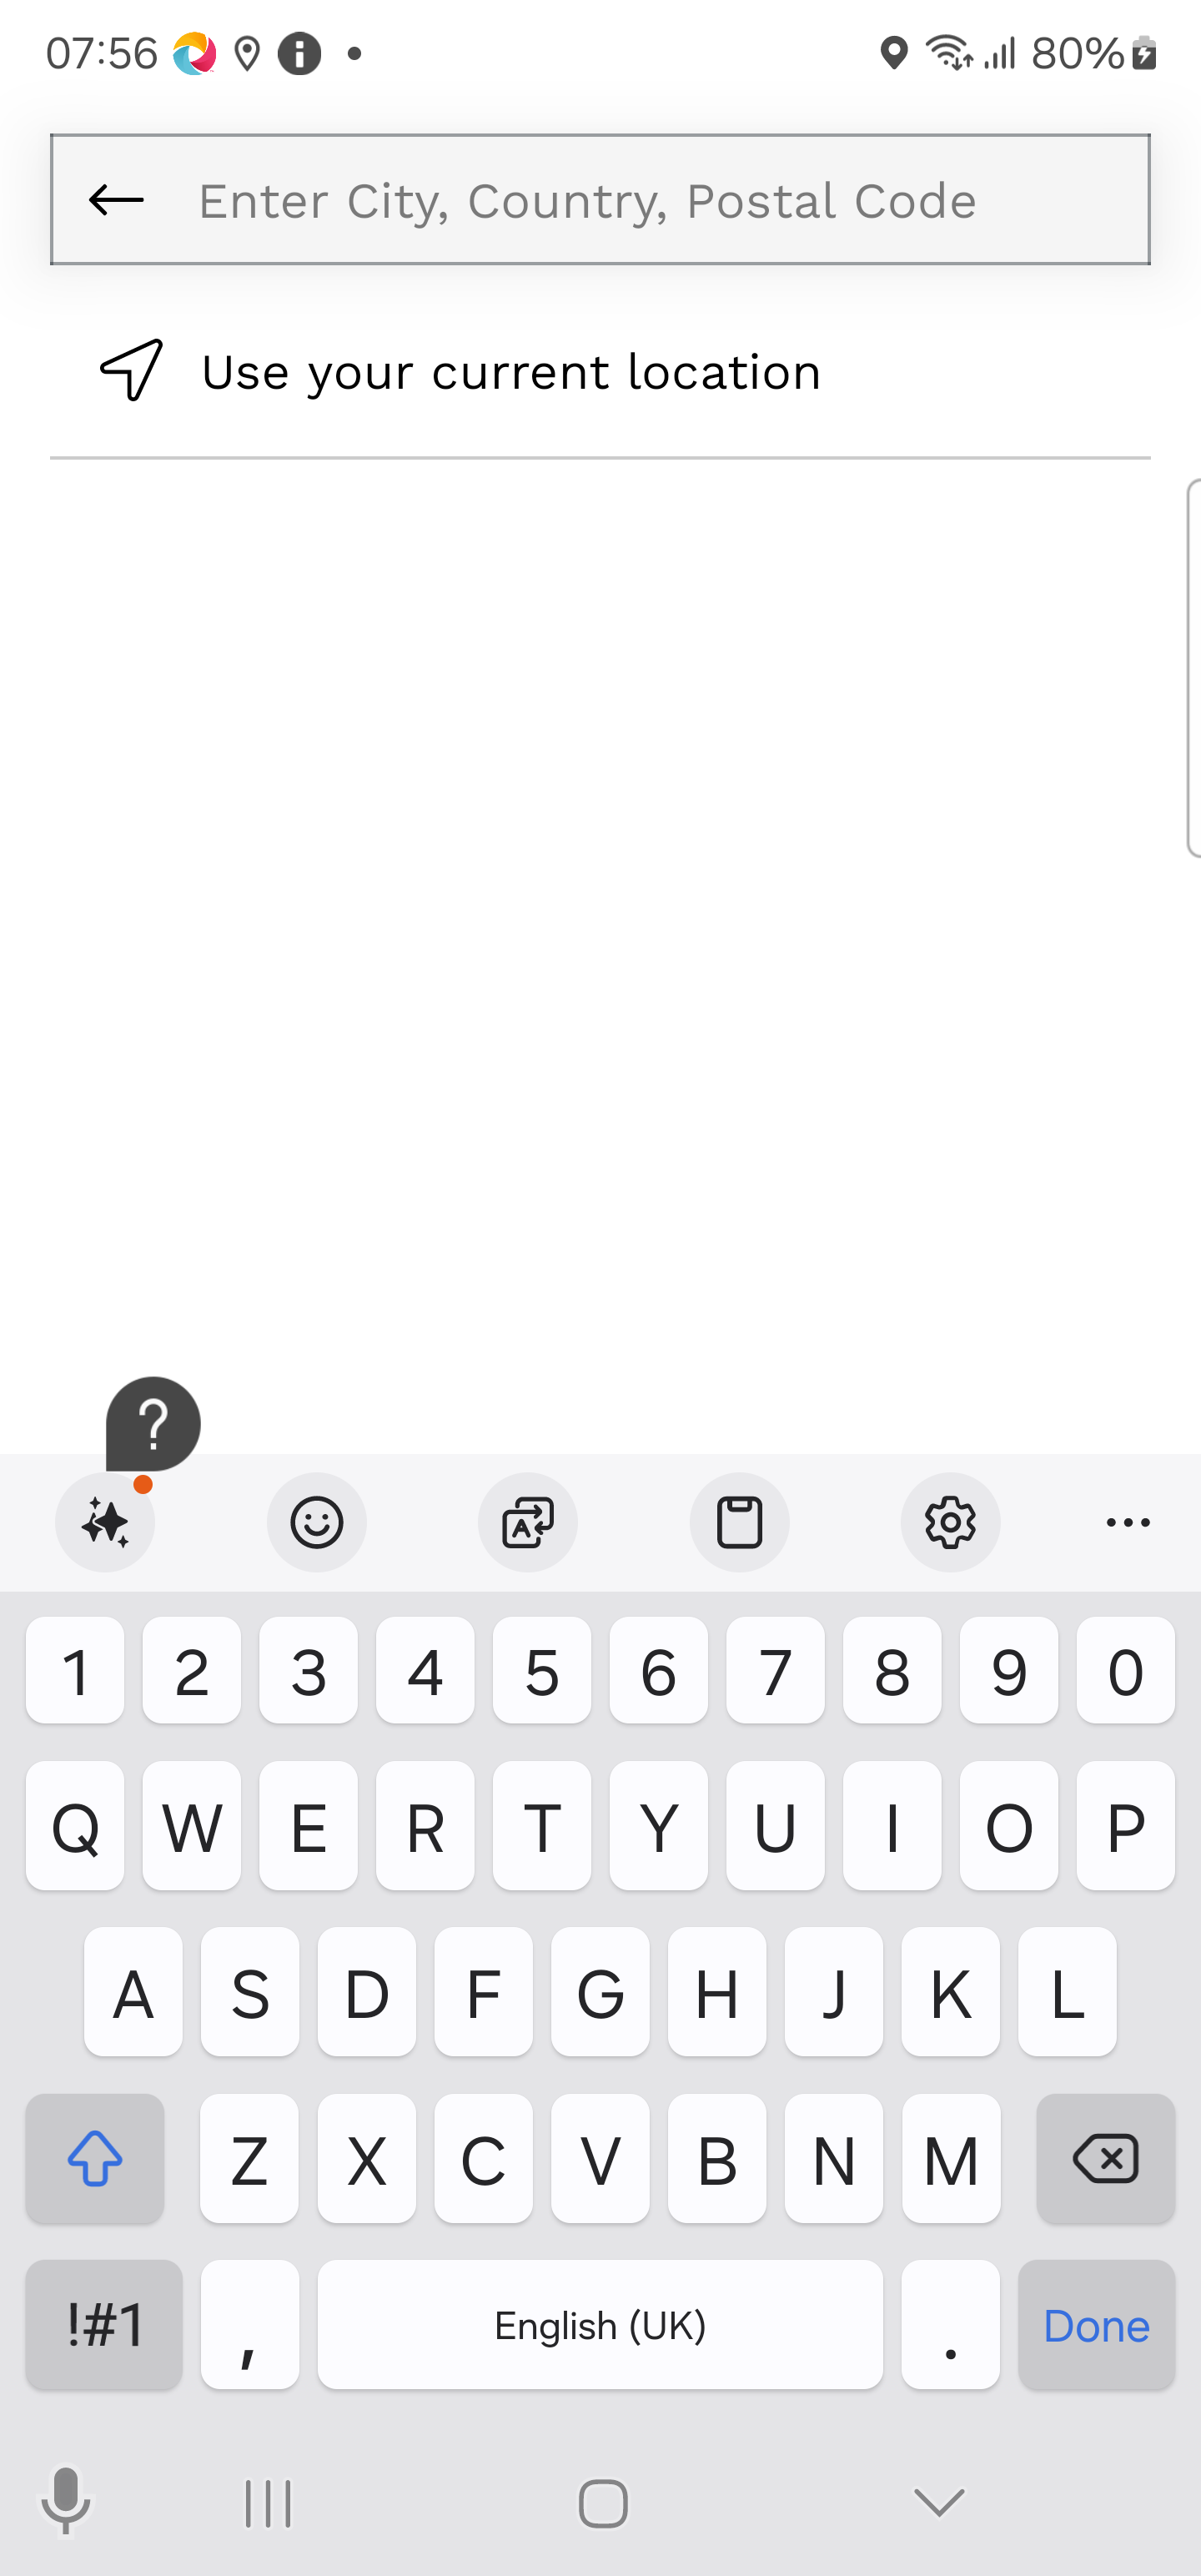 07:56
80%
Enter City, Country, Postal Code
Use your current location
?
1 2 3 4 5 6 7 8 9 0
Q W E R T Y U I O P
A S D F G H J K L
Z X C V B N M
!#1 , English (UK) . Done